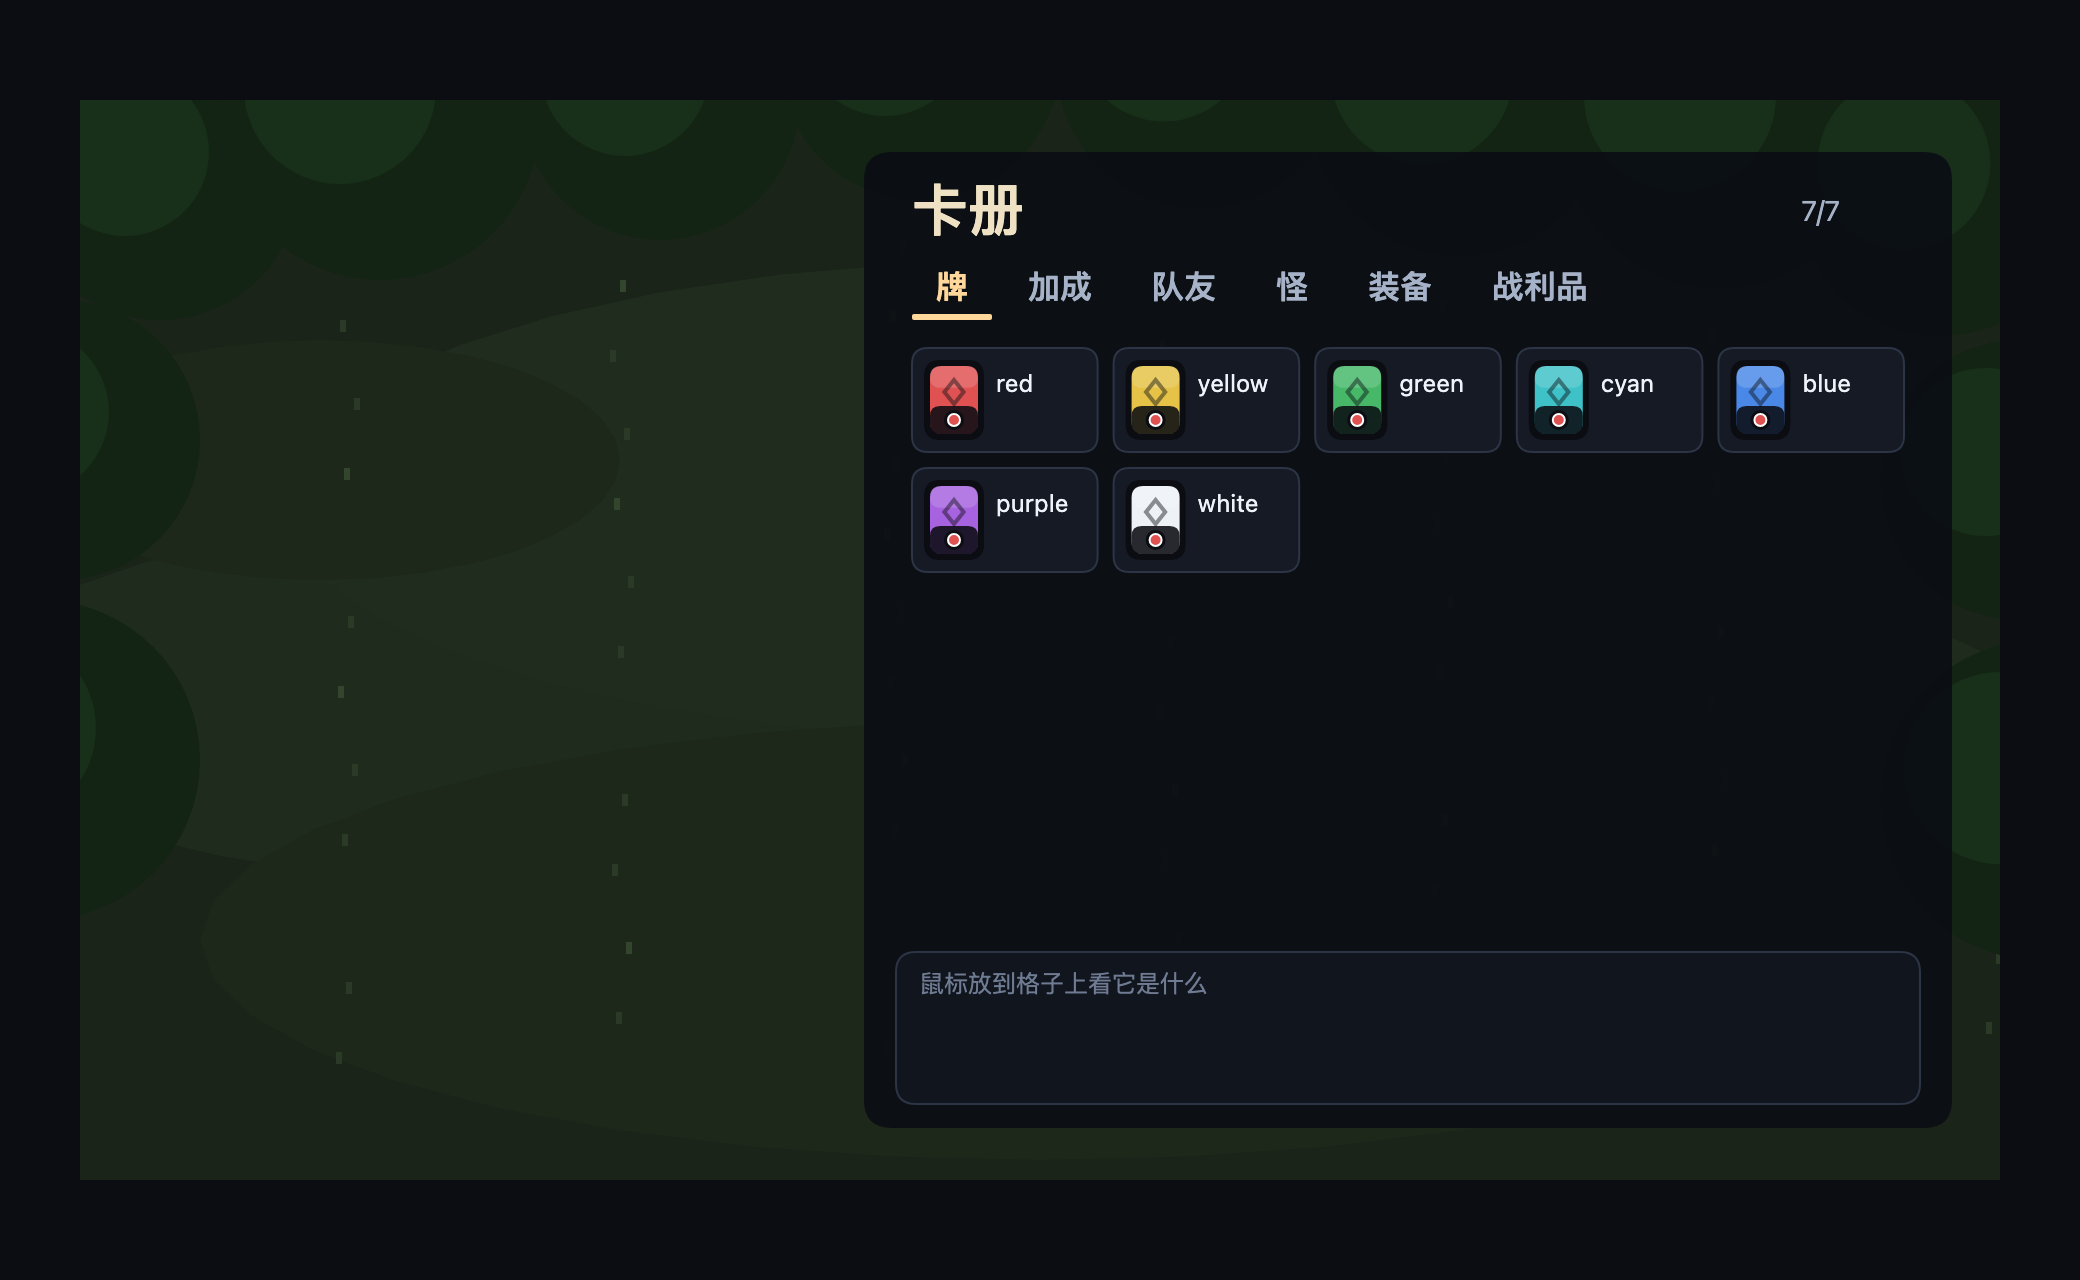 卡册
7/7
牌 加成 队友 怪 装备 战利品
red yellow green cyan blue
purple white
鼠标放到格子上看它是什么